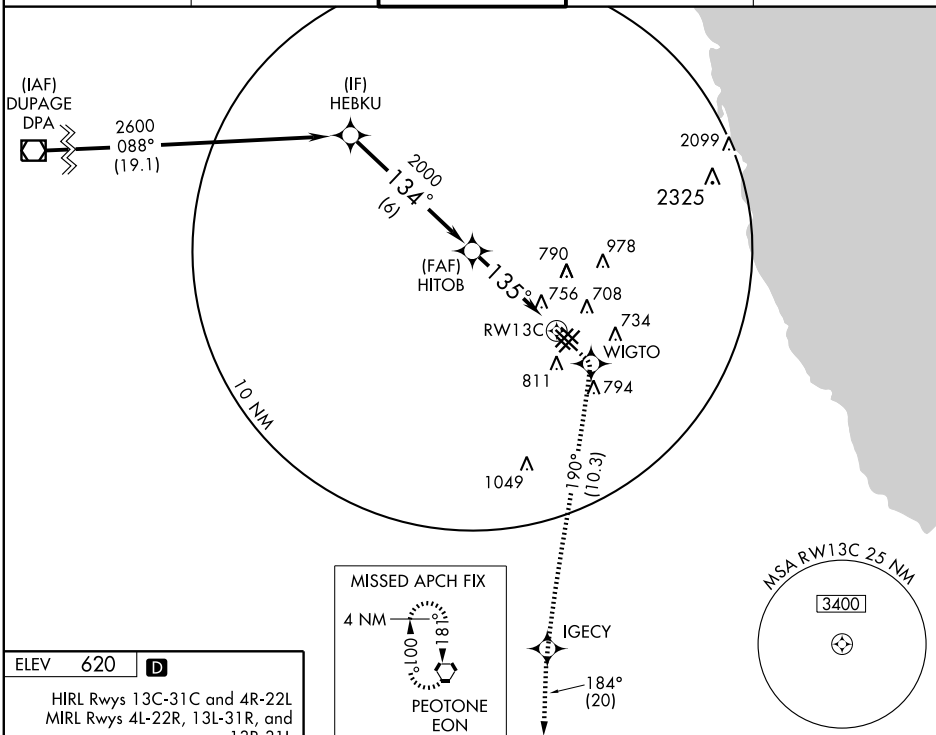 (IAF)
DUPAGE
DPA
2600
088°
(19.1)
(IF)
HEBKU
2000
134°
(6)
(FAF)
HITOB
135°
2099
2325
790
978
756
708
RW13C
734
WIGTO
811
794
10 NM
1049
190°
(10.3)
MISSED APCH FIX
4 NM
001°
181°
PEOTONE
EON
IGECY
184°
(20)
MSA RW13C 25 NM
3400
ELEV 620 D
HIRL Rwys 13C-31C and 4R-22L
MIRL Rwys 4L-22R, 13L-31R, and